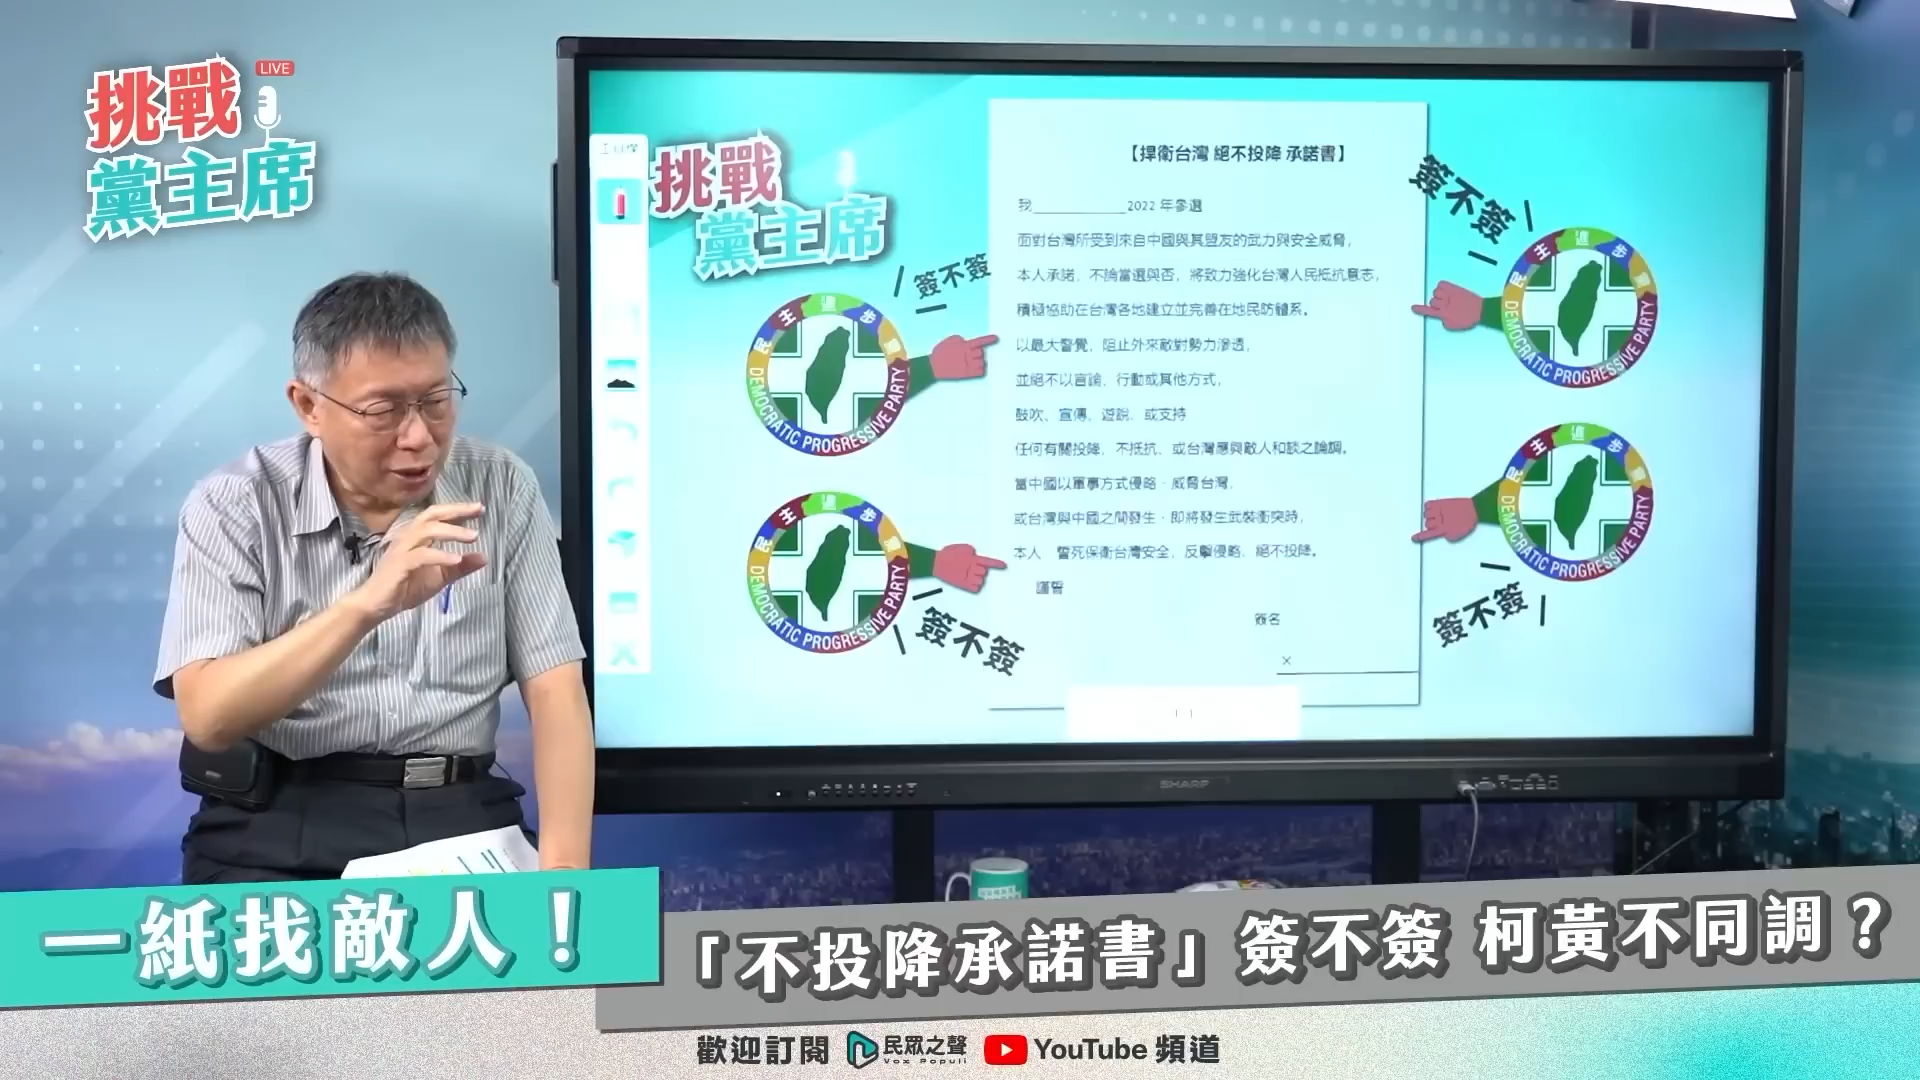 挑戰
LIVE
黨主席
工具欄
挑戰
黨主席
【捍衛台灣 絕不投降 承諾書】
我____________2022 年參選
面對台灣所受到來自中國與其盟友的武力與安全威脅，
本人承諾，不論當選與否，將致力強化台灣人民抵抗意志，
積極協助在台灣各地建立並完善在地民防體系。
以最大警覺，阻止外來敵對勢力滲透，
並絕不以言論、行動或其他方式，
鼓吹、宣傳、遊說、或支持
任何有關投降、不抵抗、或台灣應與敵人和談之論調。
當中國以軍事方式侵略、威脅台灣，
或台灣與中國之間發生、即將發生武裝衝突時，
本人 誓死保衛台灣安全，反擊侵略，絕不投降。
謹誓
簽名
×
簽不簽
民主進步黨
DEMOCRATIC PROGRESSIVE PARTY
民主進步黨
DEMOCRATIC PROGRESSIVE PARTY
簽不簽
簽不簽
民主進步黨
DEMOCRATIC PROGRESSIVE PARTY
民主進步黨
DEMOCRATIC PROGRESSIVE PARTY
簽不簽
SHARP
一紙找敵人！
「不投降承諾書」簽不簽 柯黃不同調？
歡迎訂閱 民眾之聲 Vox Populi YouTube 頻道